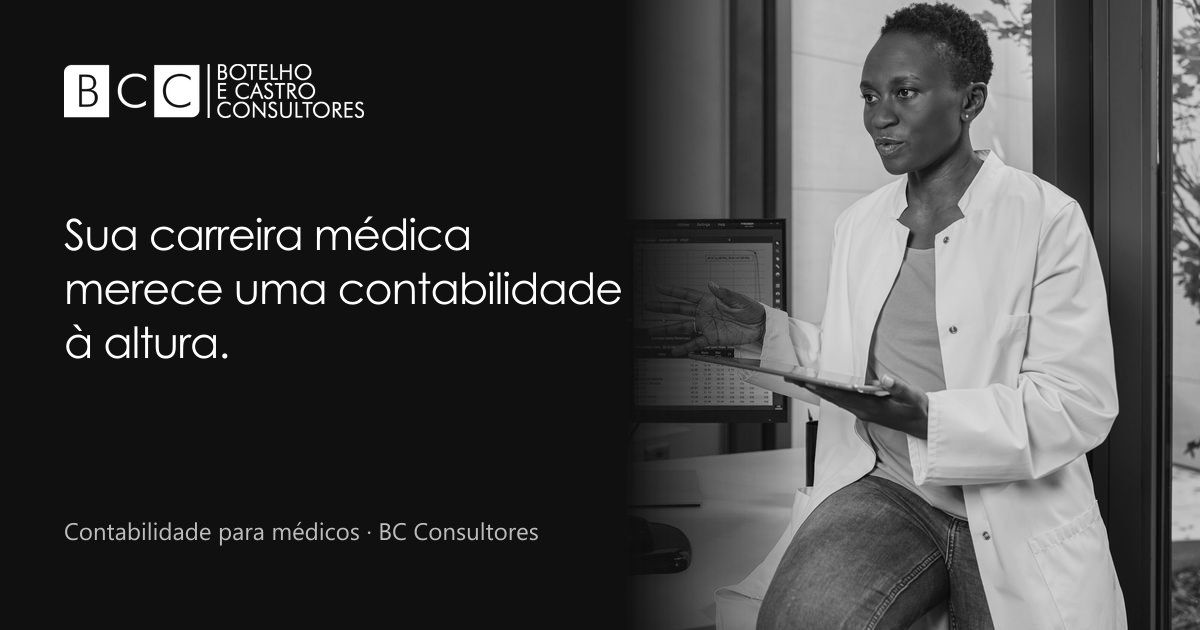 BCC
BOTELHO
E CASTRO
CONSULTORES
Sua carreira médica
merece uma contabilidade
à altura.
Contabilidade para médicos · BC Consultores